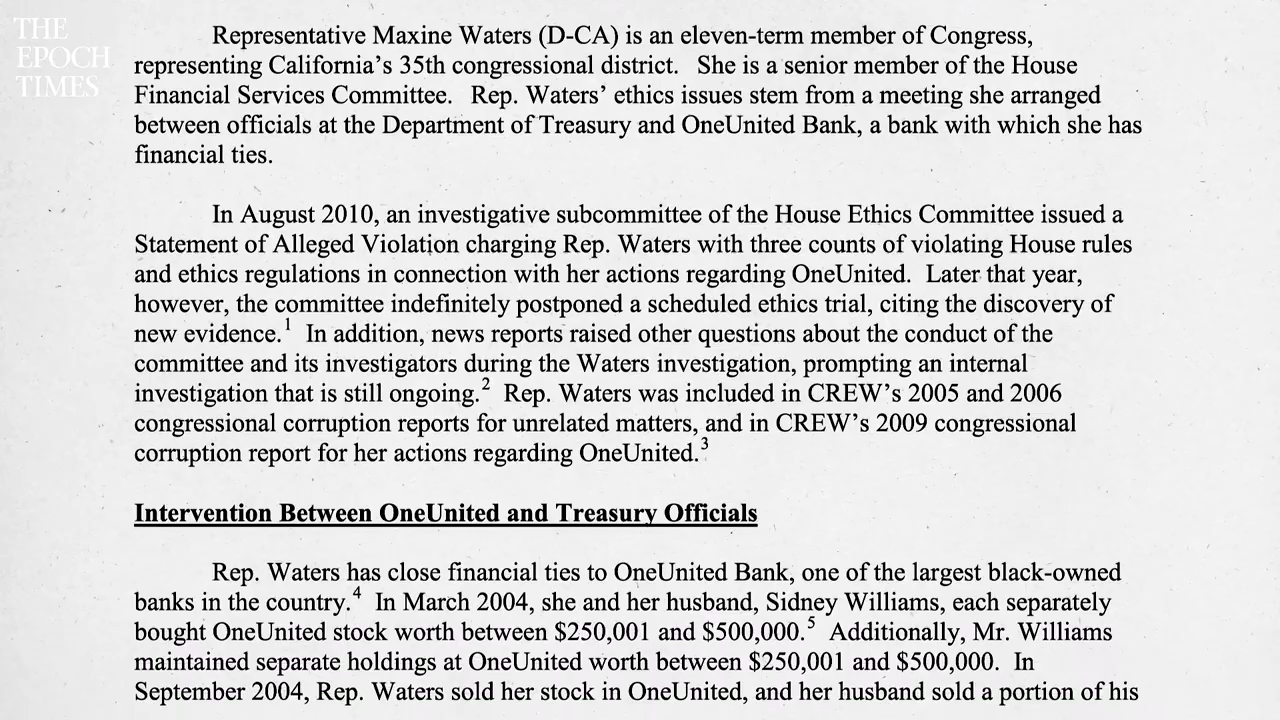 THE
EPOCH
TIMES
Representative Maxine Waters (D-CA) is an eleven-term member of Congress,
representing California’s 35th congressional district. She is a senior member of the House
Financial Services Committee. Rep. Waters’ ethics issues stem from a meeting she arranged
between officials at the Department of Treasury and OneUnited Bank, a bank with which she has
financial ties.
In August 2010, an investigative subcommittee of the House Ethics Committee issued a
Statement of Alleged Violation charging Rep. Waters with three counts of violating House rules
and ethics regulations in connection with her actions regarding OneUnited. Later that year,
however, the committee indefinitely postponed a scheduled ethics trial, citing the discovery of
new evidence.1 In addition, news reports raised other questions about the conduct of the
committee and its investigators during the Waters investigation, prompting an internal
investigation that is still ongoing.2 Rep. Waters was included in CREW’s 2005 and 2006
congressional corruption reports for unrelated matters, and in CREW’s 2009 congressional
corruption report for her actions regarding OneUnited.3
Intervention Between OneUnited and Treasury Officials
Rep. Waters has close financial ties to OneUnited Bank, one of the largest black-owned
banks in the country.4 In March 2004, she and her husband, Sidney Williams, each separately
bought OneUnited stock worth between $250,001 and $500,000.5 Additionally, Mr. Williams
maintained separate holdings at OneUnited worth between $250,001 and $500,000. In
September 2004, Rep. Waters sold her stock in OneUnited, and her husband sold a portion of his